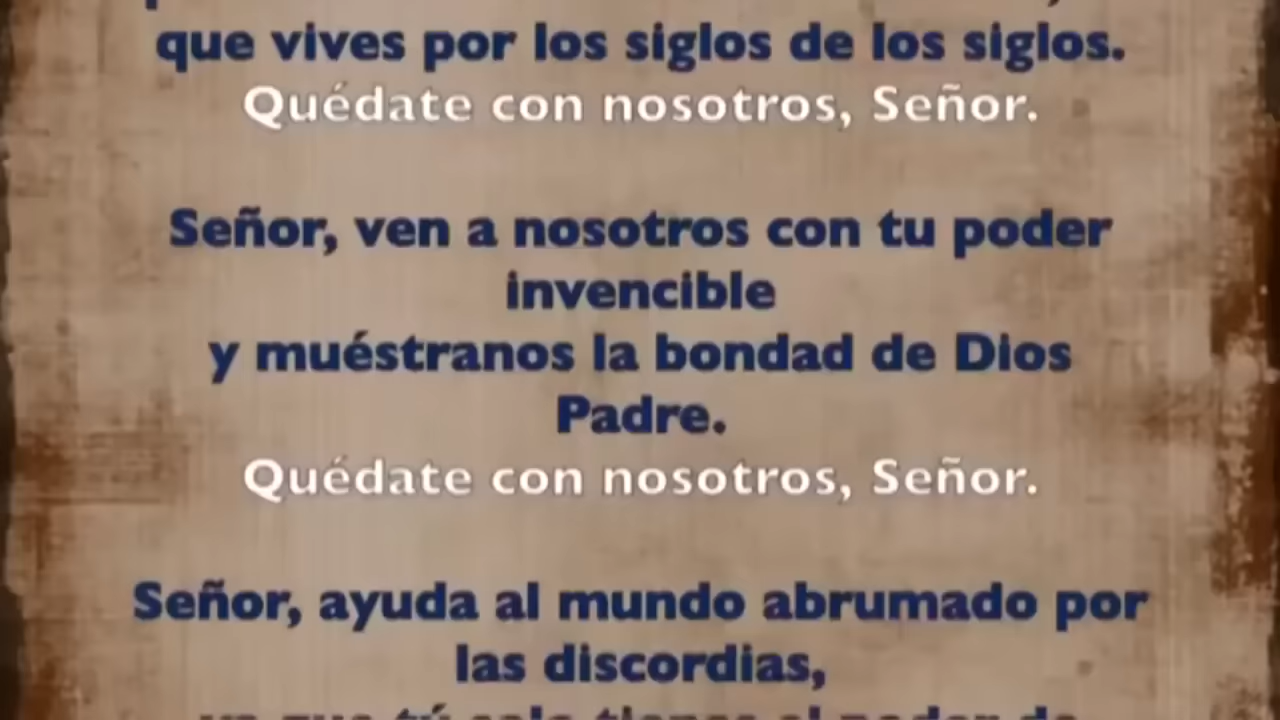 que vives por los siglos de los siglos.
Quédate con nosotros, Señor.
Señor, ven a nosotros con tu poder
invencible
y muéstranos la bondad de Dios
Padre.
Quédate con nosotros, Señor.
Señor, ayuda al mundo abrumado por
las discordias,